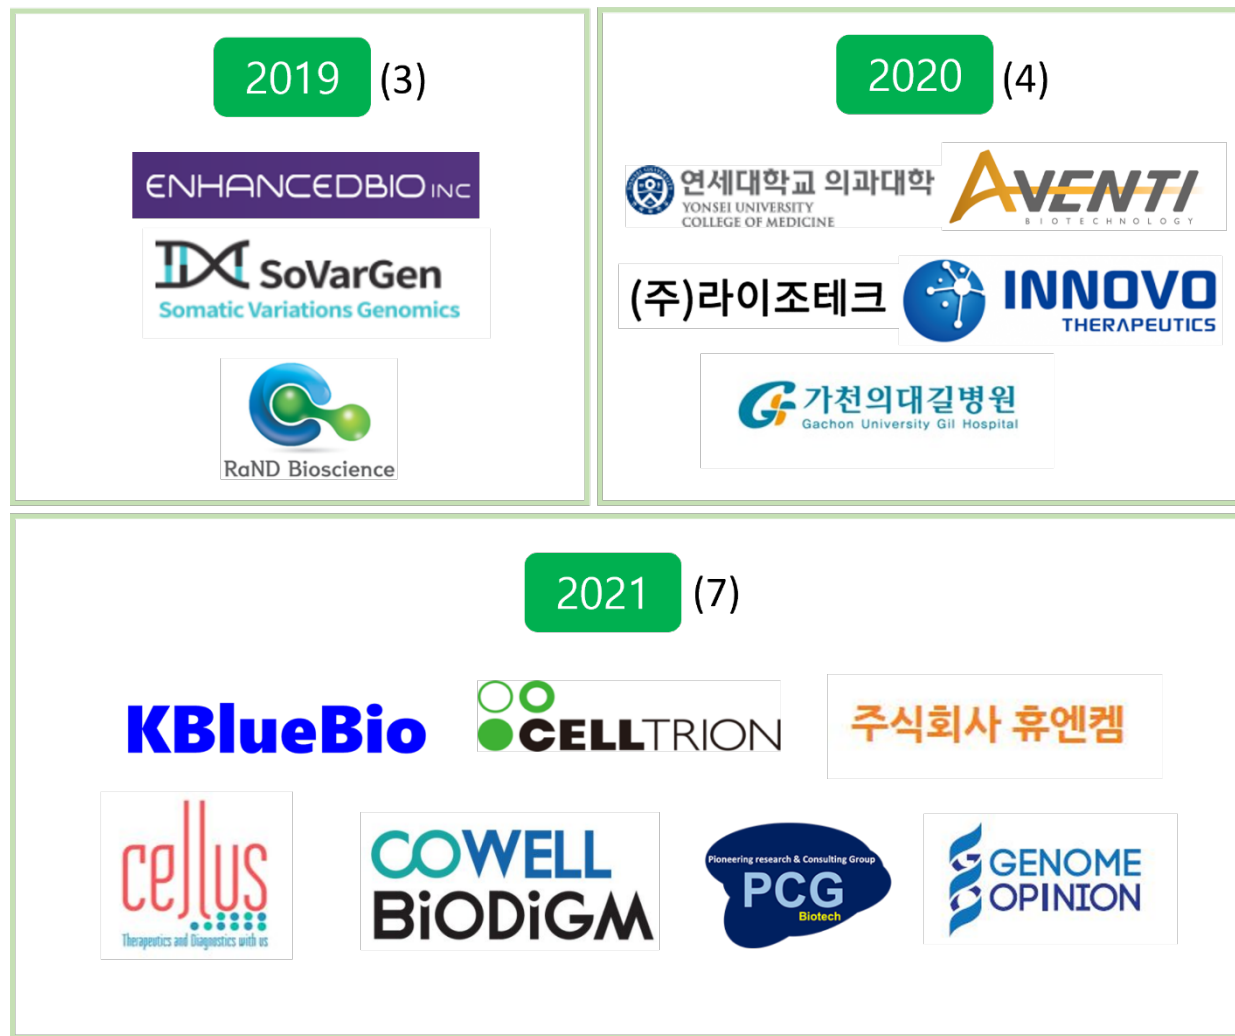 2019 (3)
ENHANCEDBIO INC
SoVarGen
Somatic Variations Genomics
RaND Bioscience
2020 (4)
연세대학교 의과대학
YONSEI UNIVERSITY
COLLEGE OF MEDICINE
AVENTI
BIOTECHNOLOGY
(주)라이조테크
INNOVO
THERAPEUTICS
가천의대길병원
Gachon University Gil Hospital
2021 (7)
KBlueBio
CELLTRION
주식회사 휴엔켐
cellus
Therapeutics and Diagnostics with us
COWELL
BiODiGM
Pioneering research & Consulting Group
PCG
Biotech
GENOME
OPINION